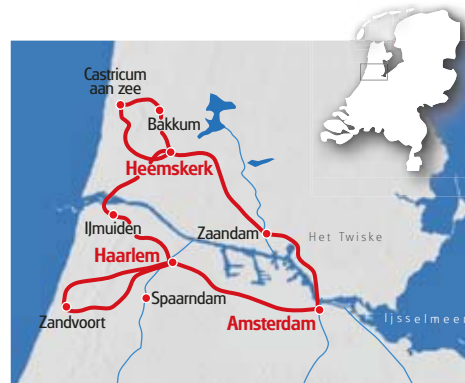 Castricum
aan zee
Bakkum
Heemskerk
IJmuiden
Zaandam
Het Twiske
Haarlem
Spaarndam
Zandvoort
Amsterdam
Ijsselmeer